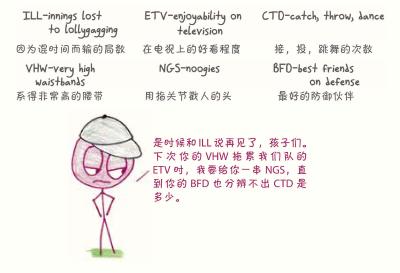 ILL-innings lost to lollygagging
因为误时间而输的局数
ETV-enjoyability on television
在电视上的好看程度
CTD-catch, throw, dance
接，投，跳舞的次数
VHW-very high waistbands
系得非常高的腰带
NGS-noogies
用指关节戳人的头
BFD-best friends on defense
最好的防御伙伴
是时候和ILL说再见了，孩子们。
下次你的VHW拖累我们队的
ETV时，我要给你一串NGS，直
到你的BFD也分辨不出CTD是
多少。